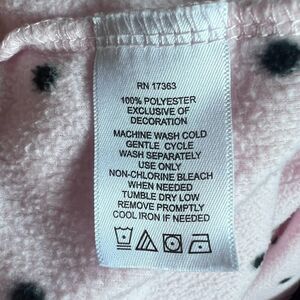 RN 17363
100% POLYESTER
EXCLUSIVE OF
DECORATION
MACHINE WASH COLD
GENTLE CYCLE
WASH SEPARATELY
USE ONLY
NON-CHLORINE BLEACH
WHEN NEEDED
TUMBLE DRY LOW
REMOVE PROMPTLY
COOL IRON IF NEEDED